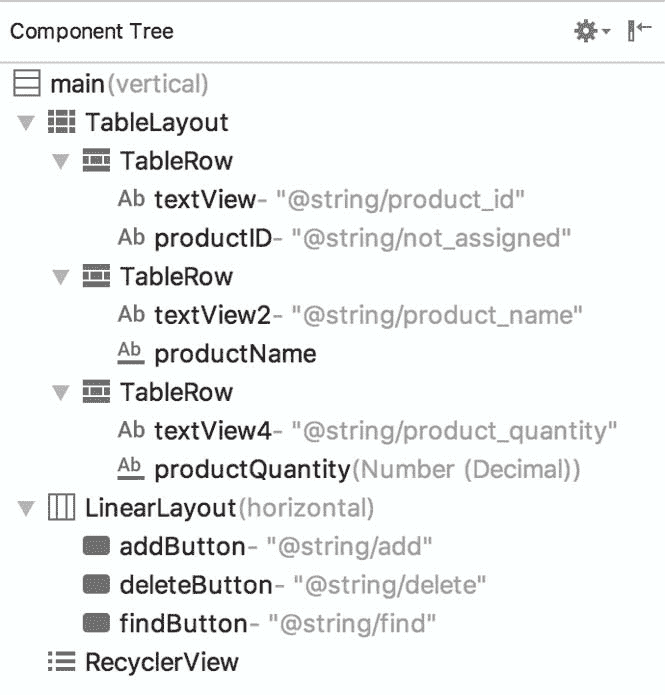 Component Tree
main(vertical)
TableLayout
TableRow
Ab textView- "@string/product_id"
Ab productID- "@string/not_assigned"
TableRow
Ab textView2- "@string/product_name"
Ab productName
TableRow
Ab textView4- "@string/product_quantity"
Ab productQuantity(Number (Decimal))
LinearLayout(horizontal)
addButton- "@string/add"
deleteButton- "@string/delete"
findButton- "@string/find"
RecyclerView